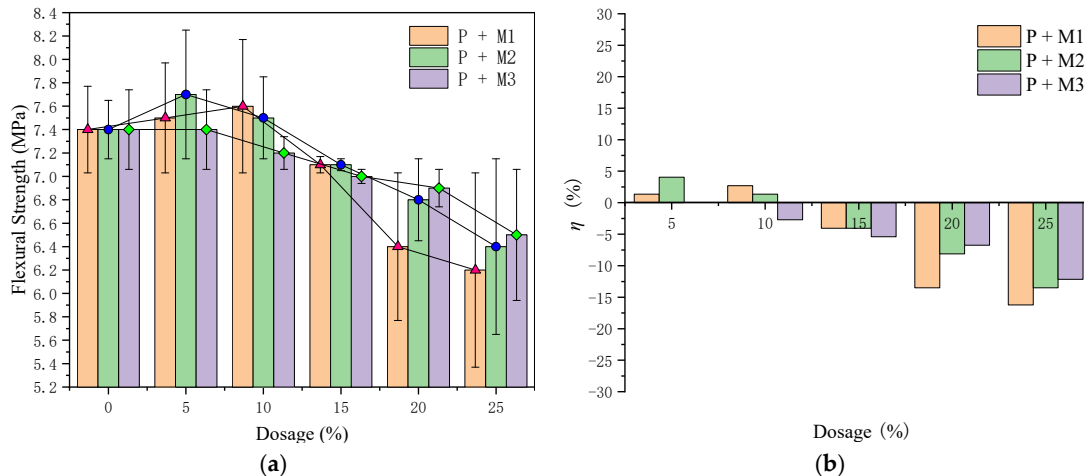 8.4
8.2
8.0
7.8
7.6
7.4
7.2
7.0
6.8
6.6
6.4
6.2
6.0
5.8
5.6
5.4
5.2
Flexural Strength (MPa)
P + M1
P + M2
P + M3
0 5 10 15 20 25
Dosage (%)
(a)
30
25
20
15
10
5
0
-5
-10
-15
-20
-25
-30
η (%)
P + M1
P + M2
P + M3
5 10 15 20 25
Dosage (%)
(b)